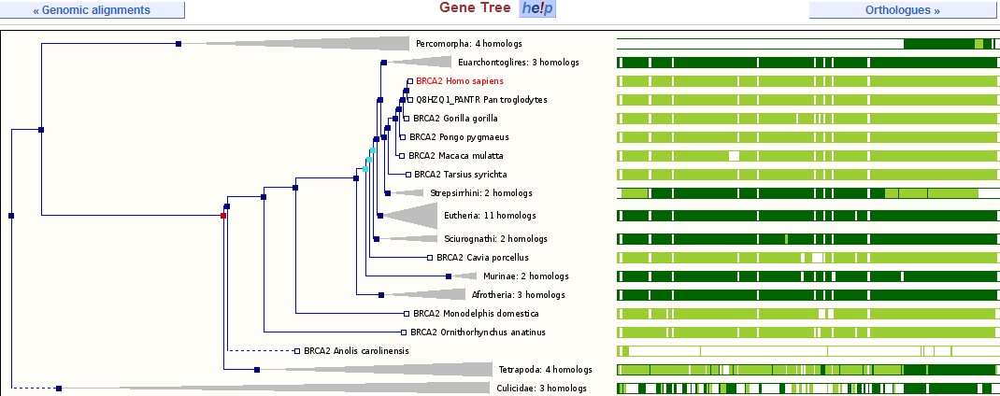 « Genomic alignments
Gene Tree he!p
Orthologues »
Percomorpha: 4 homologs
Euarchontoglires: 3 homologs
BRCA2 Homo sapiens
Q8HZQ1_PANTR Pan troglodytes
BRCA2 Gorilla gorilla
BRCA2 Pongo pygmaeus
BRCA2 Macaca mulatta
BRCA2 Tarsius syrichta
Strepsirrhini: 2 homologs
Eutheria: 11 homologs
Sciurognathi: 2 homologs
BRCA2 Cavia porcellus
Murinae: 2 homologs
Afrotheria: 3 homologs
BRCA2 Monodelphis domestica
BRCA2 Ornithorhynchus anatinus
BRCA2 Anolis carolinensis
Tetrapoda: 4 homologs
Culicidae: 3 homologs